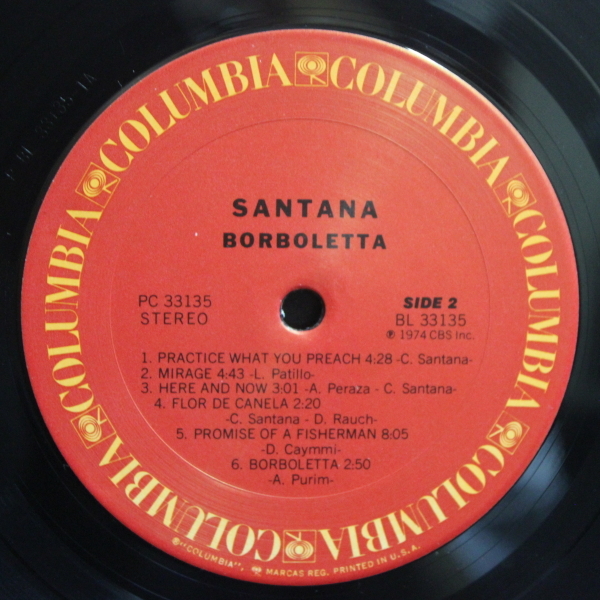 COLUMBIA COLUMBIA COLUMBIA COLUMBIA COLUMBIA COLUMBIA COLUMBIA COLUMBIA
SANTANA
BORBOLETTA
PC 33135
STEREO
SIDE 2
BL 33135
℗ 1974 CBS Inc.
1. PRACTICE WHAT YOU PREACH 4:28 -C. Santana-
2. MIRAGE 4:43 -L. Patillo-
3. HERE AND NOW 3:01 -A. Peraza - C. Santana-
4. FLOR DE CANELA 2:20
-C. Santana - D. Rauch-
5. PROMISE OF A FISHERMAN 8:05
-D. Caymmi-
6. BORBOLETTA 2:50
-A. Purim-
®"COLUMBIA", MARCAS REG. PRINTED IN U.S.A.